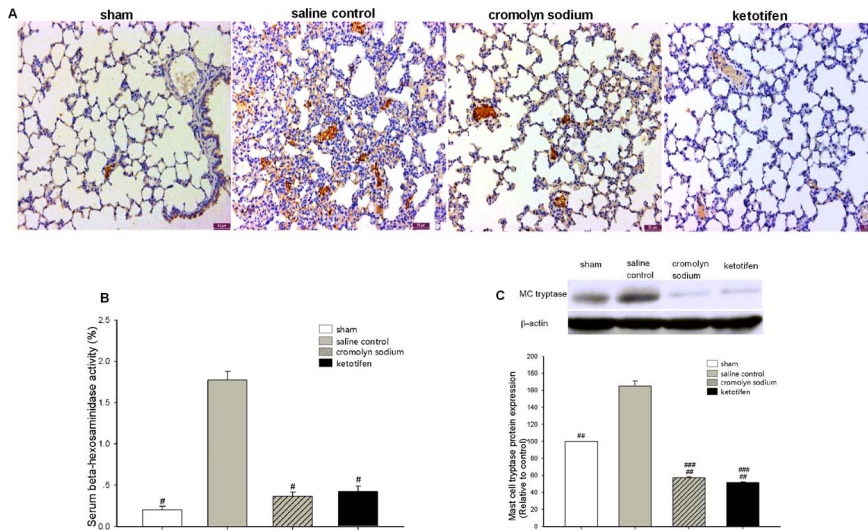 A
sham
saline control
cromolyn sodium
ketotifen
B
Serum beta-hexosaminidase activity (%)
2.5
2.0
1.5
1.0
.5
0.0
sham
saline control
cromolyn sodium
ketotifen
#
#
#
C
sham
saline
control
cromolyn
sodium
ketotifen
MC tryptase
β-actin
Mast cell tryptase protein expression
(Relative to control)
200
180
160
140
120
100
80
60
40
20
0
sham
saline control
cromolyn sodium
ketotifen
##
###
##
###
##